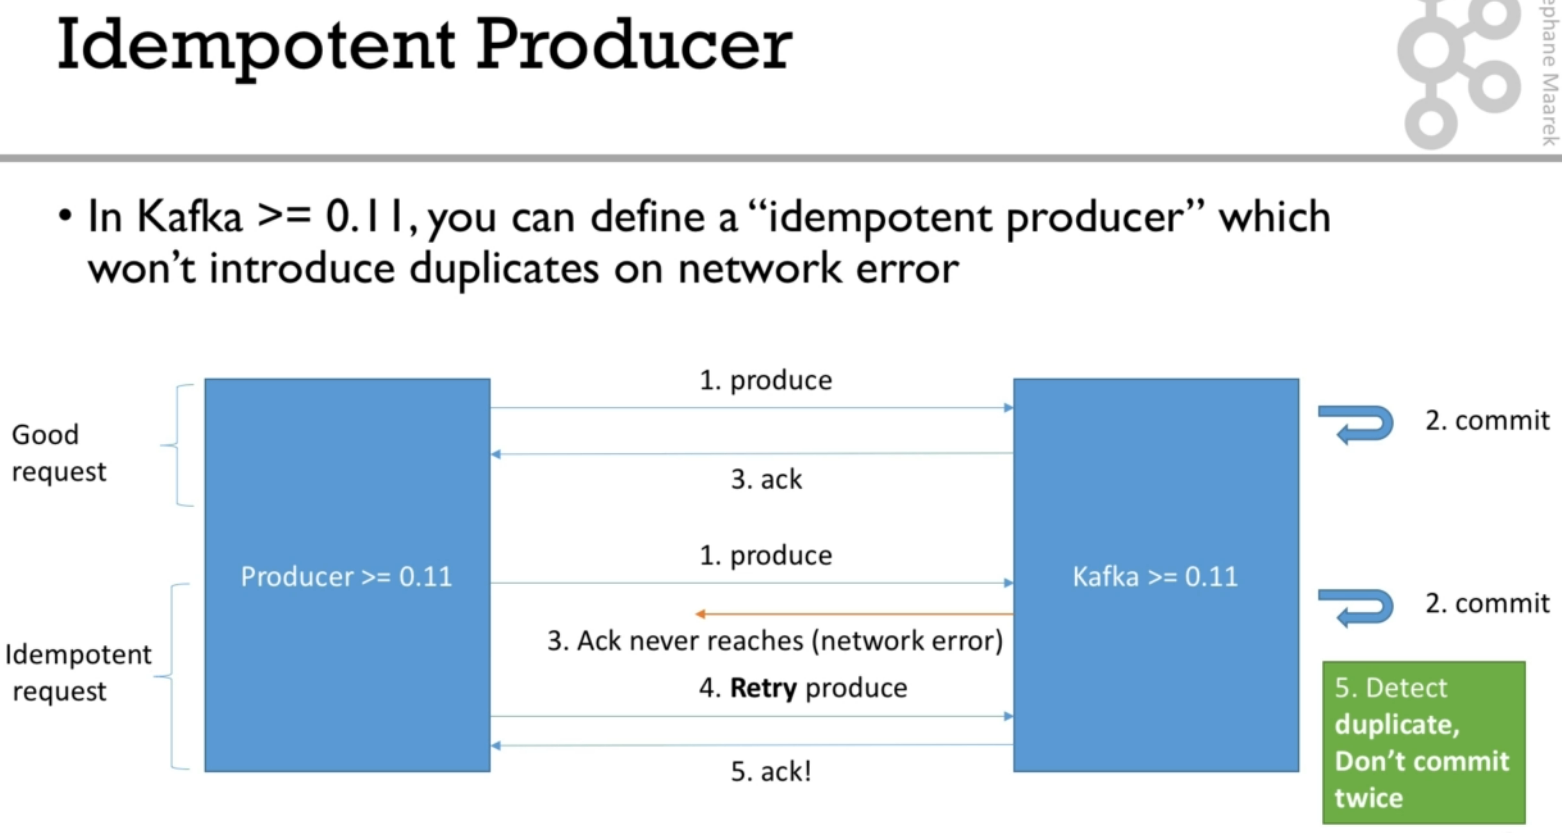 Idempotent Producer
ephane Maarek
• In Kafka >= 0.11, you can define a “idempotent producer” which
won’t introduce duplicates on network error
Good
request
1. produce
2. commit
3. ack
Producer >= 0.11
Kafka >= 0.11
Idempotent
request
1. produce
2. commit
3. Ack never reaches (network error)
4. Retry produce
5. ack!
5. Detect
duplicate,
Don’t commit
twice